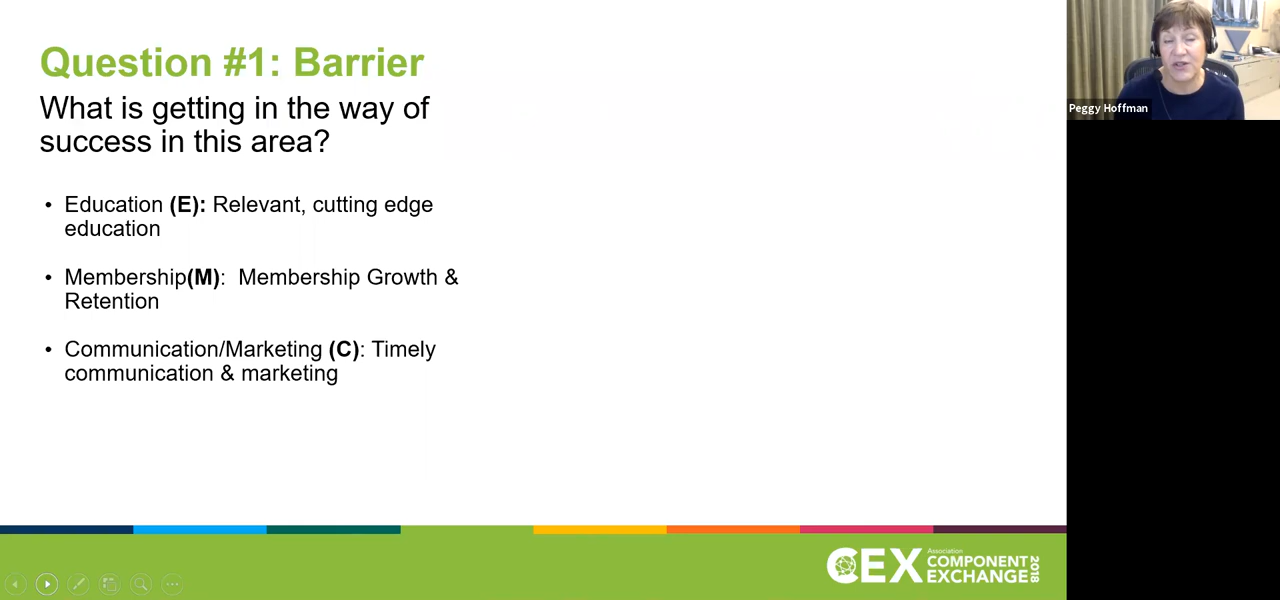 Question #1: Barrier
What is getting in the way of
success in this area?
• Education (E): Relevant, cutting edge
education
• Membership(M):  Membership Growth &
Retention
• Communication/Marketing (C): Timely
communication & marketing
Peggy Hoffman
CEX
Association
COMPONENT
EXCHANGE
2018